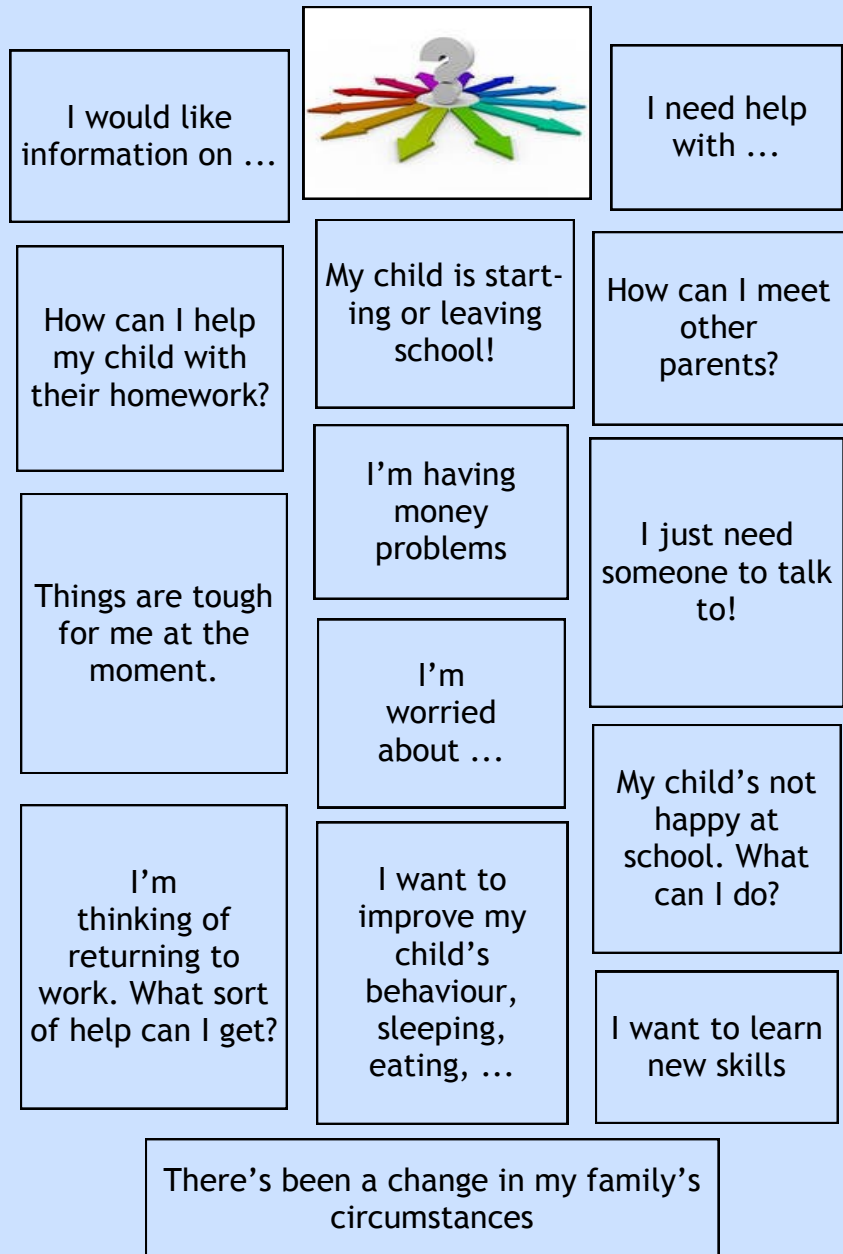 I would like
information on ...
I need help
with ...
How can I help
my child with
their homework?
My child is start-
ing or leaving
school!
How can I meet
other
parents?
I'm having
money
problems
Things are tough
for me at the
moment.
I just need
someone to talk
to!
I'm
worried
about ...
My child's not
happy at
school. What
can I do?
I'm
thinking of
returning to
work. What sort
of help can I get?
I want to
improve my
child's
behaviour,
sleeping,
eating, ...
I want to learn
new skills
There's been a change in my family's
circumstances